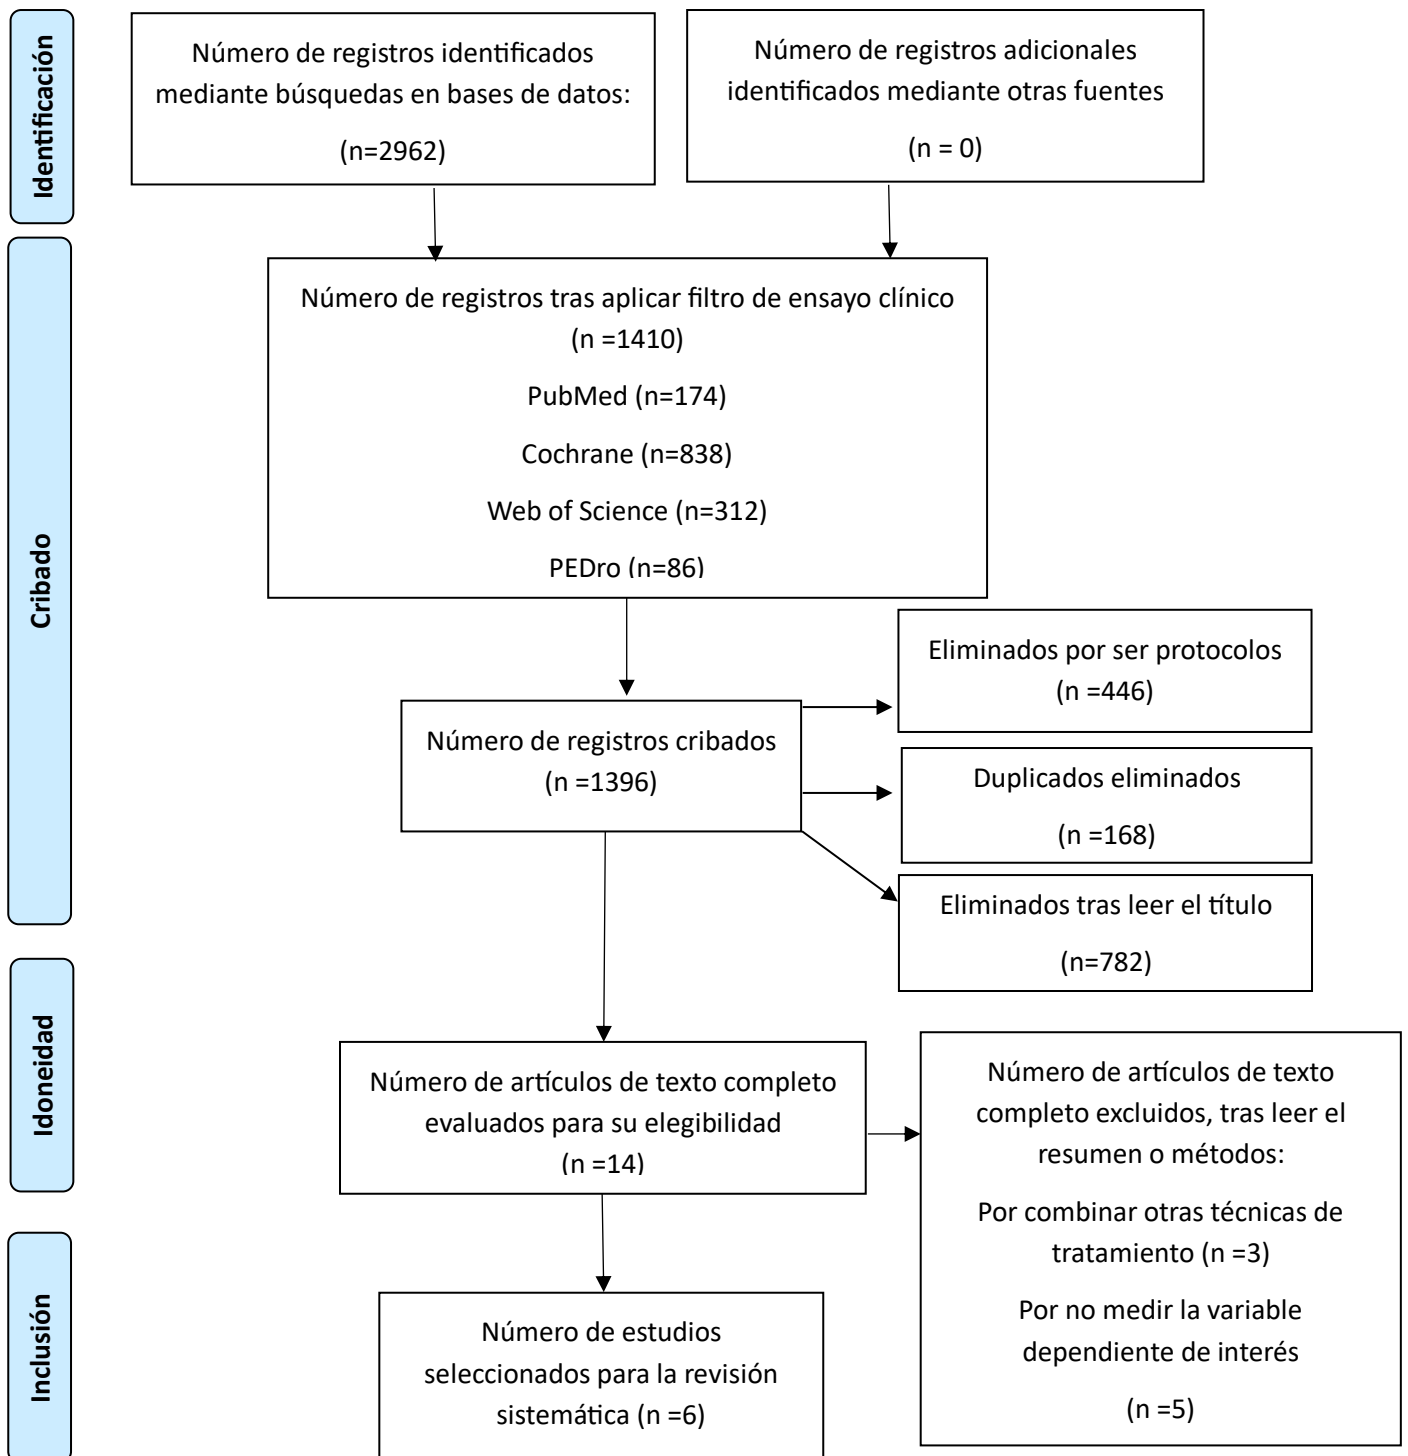 Identificación
Número de registros identificados
mediante búsquedas en bases de datos:
(n=2962)
Número de registros adicionales
identificados mediante otras fuentes
(n = 0)
Cribado
Número de registros tras aplicar filtro de ensayo clínico
(n =1410)
PubMed (n=174)
Cochrane (n=838)
Web of Science (n=312)
PEDro (n=86)
Número de registros cribados
(n =1396)
Eliminados por ser protocolos
(n =446)
Duplicados eliminados
(n =168)
Eliminados tras leer el título
(n=782)
Idoneidad
Número de artículos de texto completo
evaluados para su elegibilidad
(n =14)
Número de artículos de texto
completo excluidos, tras leer el
resumen o métodos:
Por combinar otras técnicas de
tratamiento (n =3)
Por no medir la variable
dependiente de interés
(n =5)
Inclusión
Número de estudios
seleccionados para la revisión
sistemática (n =6)